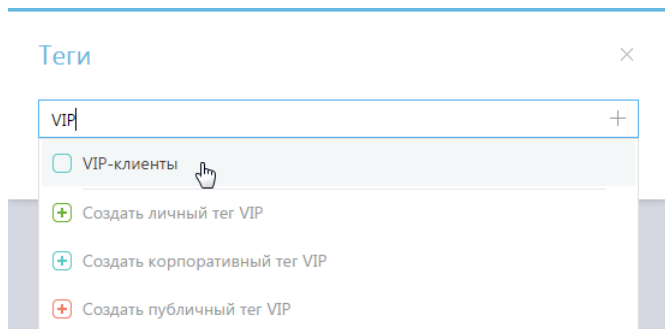 Теги
VIP
VIP-клиенты
Создать личный тег VIP
Создать корпоративный тег VIP
Создать публичный тег VIP